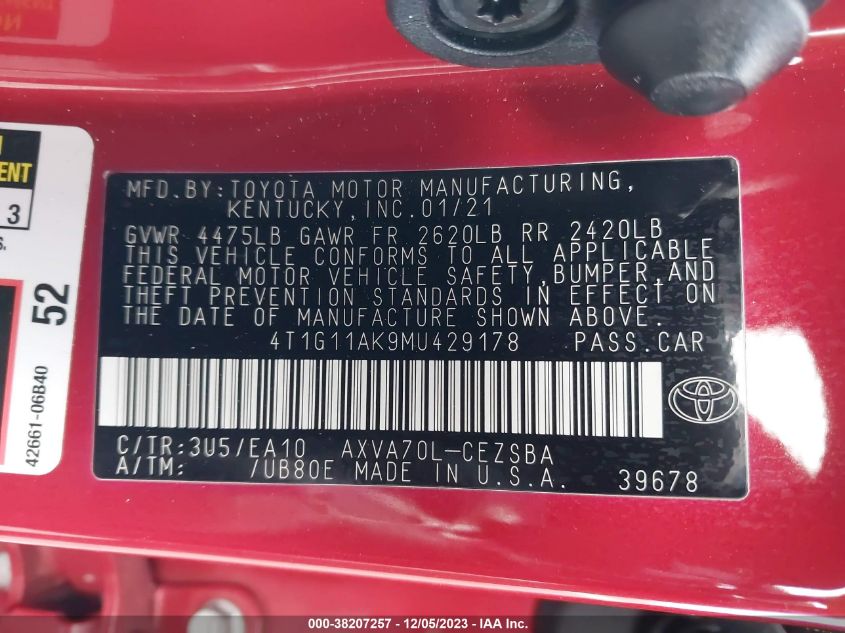 ENT
3
S.
52
42661-06B40
MFD.BY:TOYOTA MOTOR MANUFACTURING,
KENTUCKY,INC.01/21
GVWR 4475LB GAWR FR 2620LB RR 2420LB
THIS VEHICLE CONFORMS TO ALL APPLICABLE
FEDERAL MOTOR VEHICLE SAFETY,BUMPER,AND
THEFT PREVENTION STANDARDS IN EFFECT ON
THE DATE OF MANUFACTURE SHOWN ABOVE.
4T1G11AK9MU429178 PASS.CAR
C/TR:3U5/EA10 AXVA70L-CEZSBA
A/TM: /UB80E MADE IN U.S.A. 39678
000-38207257 - 12/05/2023 - IAA Inc.